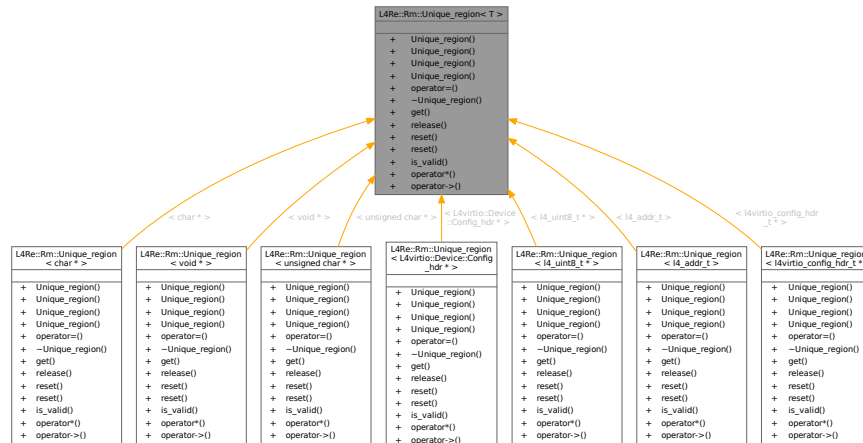 L4Re::Rm::Unique_region< T >
+ Unique_region()
+ Unique_region()
+ Unique_region()
+ Unique_region()
+ operator=()
+ ~Unique_region()
+ get()
+ release()
+ reset()
+ reset()
+ is_valid()
+ operator*()
+ operator->()
< char * >
< void * >
< unsigned char * >
< L4virtio::Device
::Config_hdr * >
< l4_uint8_t * >
< l4_addr_t >
< l4virtio_config_hdr
_t * >
L4Re::Rm::Unique_region
< char * >
+ Unique_region()
+ Unique_region()
+ Unique_region()
+ Unique_region()
+ operator=()
+ ~Unique_region()
+ get()
+ release()
+ reset()
+ reset()
+ is_valid()
+ operator*()
+ operator->()
L4Re::Rm::Unique_region
< void * >
+ Unique_region()
+ Unique_region()
+ Unique_region()
+ Unique_region()
+ operator=()
+ ~Unique_region()
+ get()
+ release()
+ reset()
+ reset()
+ is_valid()
+ operator*()
+ operator->()
L4Re::Rm::Unique_region
< unsigned char * >
+ Unique_region()
+ Unique_region()
+ Unique_region()
+ Unique_region()
+ operator=()
+ ~Unique_region()
+ get()
+ release()
+ reset()
+ reset()
+ is_valid()
+ operator*()
+ operator->()
L4Re::Rm::Unique_region
< L4virtio::Device::Config
_hdr * >
+ Unique_region()
+ Unique_region()
+ Unique_region()
+ Unique_region()
+ operator=()
+ ~Unique_region()
+ get()
+ release()
+ reset()
+ reset()
+ is_valid()
+ operator*()
+ operator->()
L4Re::Rm::Unique_region
< l4_uint8_t * >
+ Unique_region()
+ Unique_region()
+ Unique_region()
+ Unique_region()
+ operator=()
+ ~Unique_region()
+ get()
+ release()
+ reset()
+ reset()
+ is_valid()
+ operator*()
+ operator->()
L4Re::Rm::Unique_region
< l4_addr_t >
+ Unique_region()
+ Unique_region()
+ Unique_region()
+ Unique_region()
+ operator=()
+ ~Unique_region()
+ get()
+ release()
+ reset()
+ reset()
+ is_valid()
+ operator*()
+ operator->()
L4Re::Rm::Unique_region
< l4virtio_config_hdr_t *
+ Unique_region()
+ Unique_region()
+ Unique_region()
+ Unique_region()
+ operator=()
+ ~Unique_region()
+ get()
+ release()
+ reset()
+ reset()
+ is_valid()
+ operator*()
+ operator->()